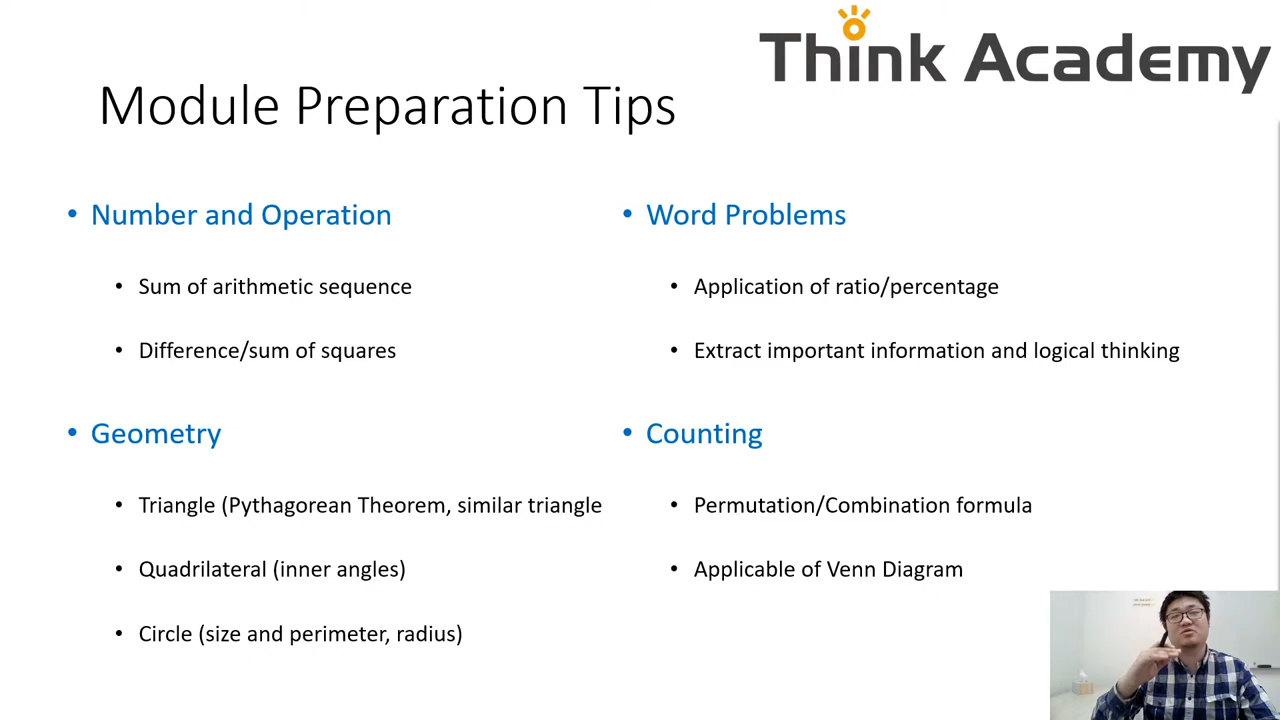 Think Academy
Module Preparation Tips
• Number and Operation
• Sum of arithmetic sequence
• Difference/sum of squares
• Geometry
• Triangle (Pythagorean Theorem, similar triangle
• Quadrilateral (inner angles)
• Circle (size and perimeter, radius)
• Word Problems
• Application of ratio/percentage
• Extract important information and logical thinking
• Counting
• Permutation/Combination formula
• Applicable of Venn Diagram